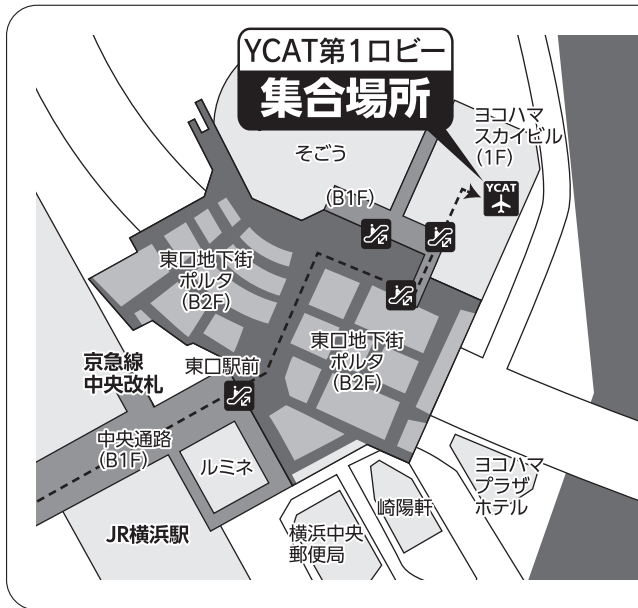 YCAT第1ロビー
集合場所
そごう
ヨコハマ
スカイビル
(1F)
YCAT
(B1F)
東口地下街
ポルタ
(B2F)
東口地下街
ポルタ
(B2F)
京急線
中央改札
東口駅前
中央通路
(B1F)
ルミネ
JR横浜駅
横浜中央
郵便局
崎陽軒
ヨコハマ
プラザ
ホテル